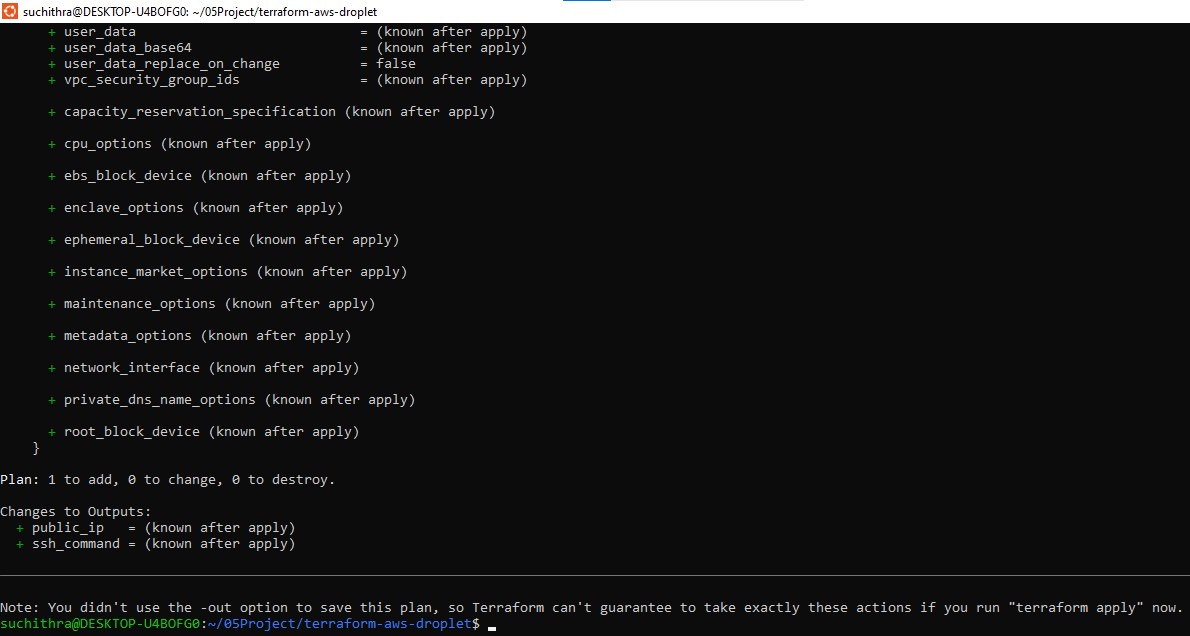 suchithra@DESKTOP-U4BOFG0: ~/05Project/terraform-aws-droplet
+ user_data = (known after apply)
+ user_data_base64 = (known after apply)
+ user_data_replace_on_change = false
+ vpc_security_group_ids = (known after apply)
+ capacity_reservation_specification (known after apply)
+ cpu_options (known after apply)
+ ebs_block_device (known after apply)
+ enclave_options (known after apply)
+ ephemeral_block_device (known after apply)
+ instance_market_options (known after apply)
+ maintenance_options (known after apply)
+ metadata_options (known after apply)
+ network_interface (known after apply)
+ private_dns_name_options (known after apply)
+ root_block_device (known after apply)
}
Plan: 1 to add, 0 to change, 0 to destroy.
Changes to Outputs:
+ public_ip = (known after apply)
+ ssh_command = (known after apply)
Note: You didn't use the -out option to save this plan, so Terraform can't guarantee to take exactly these actions if you run "terraform apply" now.
suchithra@DESKTOP-U4BOFG0:~/05Project/terraform-aws-droplet$